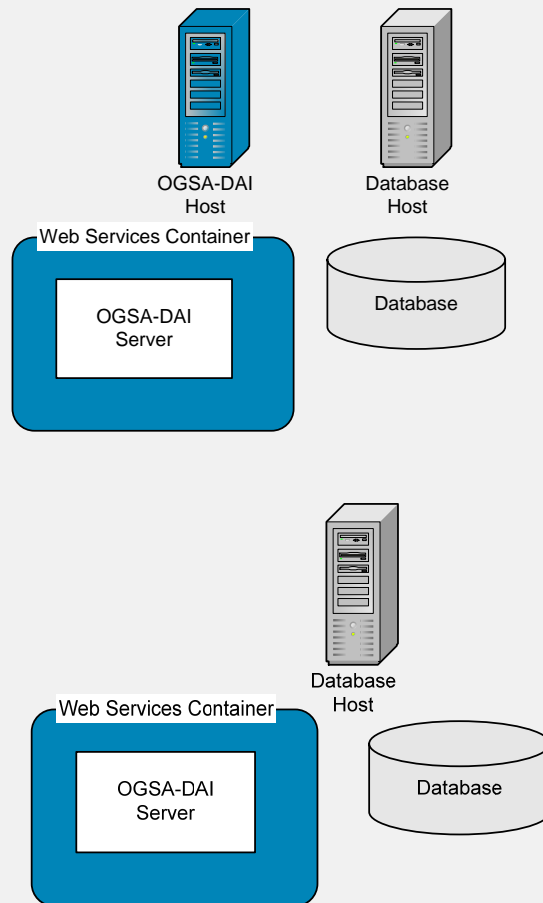 OGSA-DAI
Host
Database
Host
Web Services Container
OGSA-DAI
Server
Database
Database
Host
Web Services Container
OGSA-DAI
Server
Database